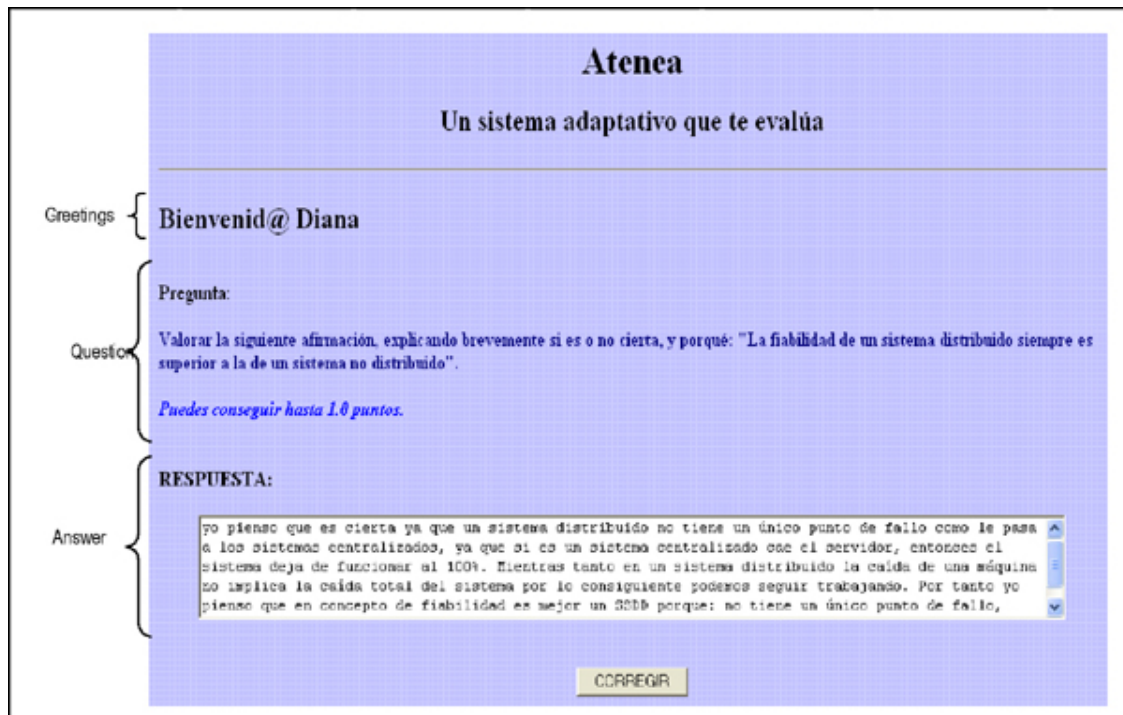 Atenea
Un sistema adaptativo que te evalúa
Greetings
Bienvenid@ Diana
Pregunta:
Question
Valorar la siguiente afirmación, explicando brevemente si es o no cierta, y porqué: "La fiabilidad de un sistema distribuido siempre es
superior a la de un sistema no distribuido".
Puedes conseguir hasta 1.0 puntos.
RESPUESTA:
Answer
yo pienso que es cierta ya que un sistema distribuido no tiene un único punto de fallo como le pasa
a los sistemas centralizados, ya que si es un sistema centralizado cae el servidor, entonces el
sistema deja de funcionar al 100%. Mientras tanto en un sistema distribuido la caída de una máquina
no implica la caída total del sistema por lo consiguiente podemos seguir trabajando. Por tanto yo
pienso que en concepto de fiabilidad es mejor un SSDD porque: no tiene un único punto de fallo,
CORREGIR